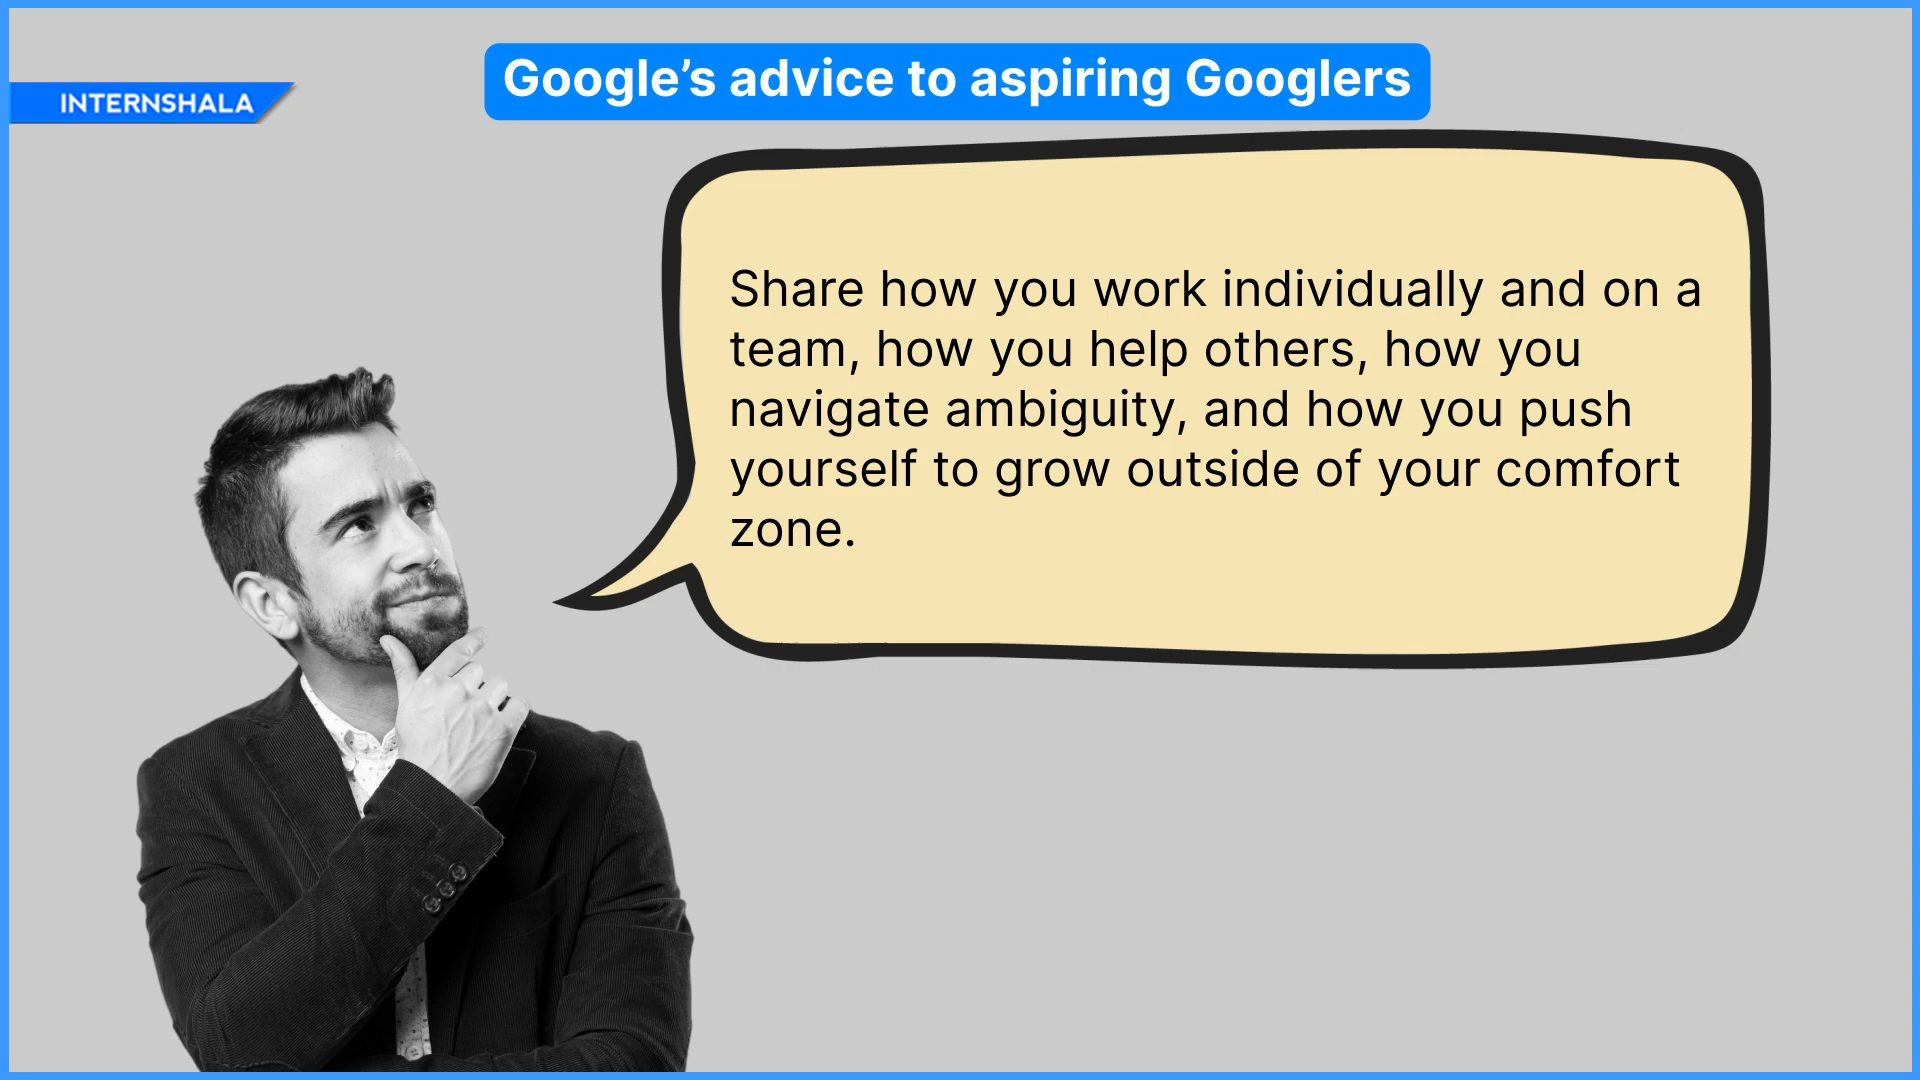 Google’s advice to aspiring Googlers
INTERNSHALA
Share how you work individually and on a
team, how you help others, how you
navigate ambiguity, and how you push
yourself to grow outside of your comfort
zone.